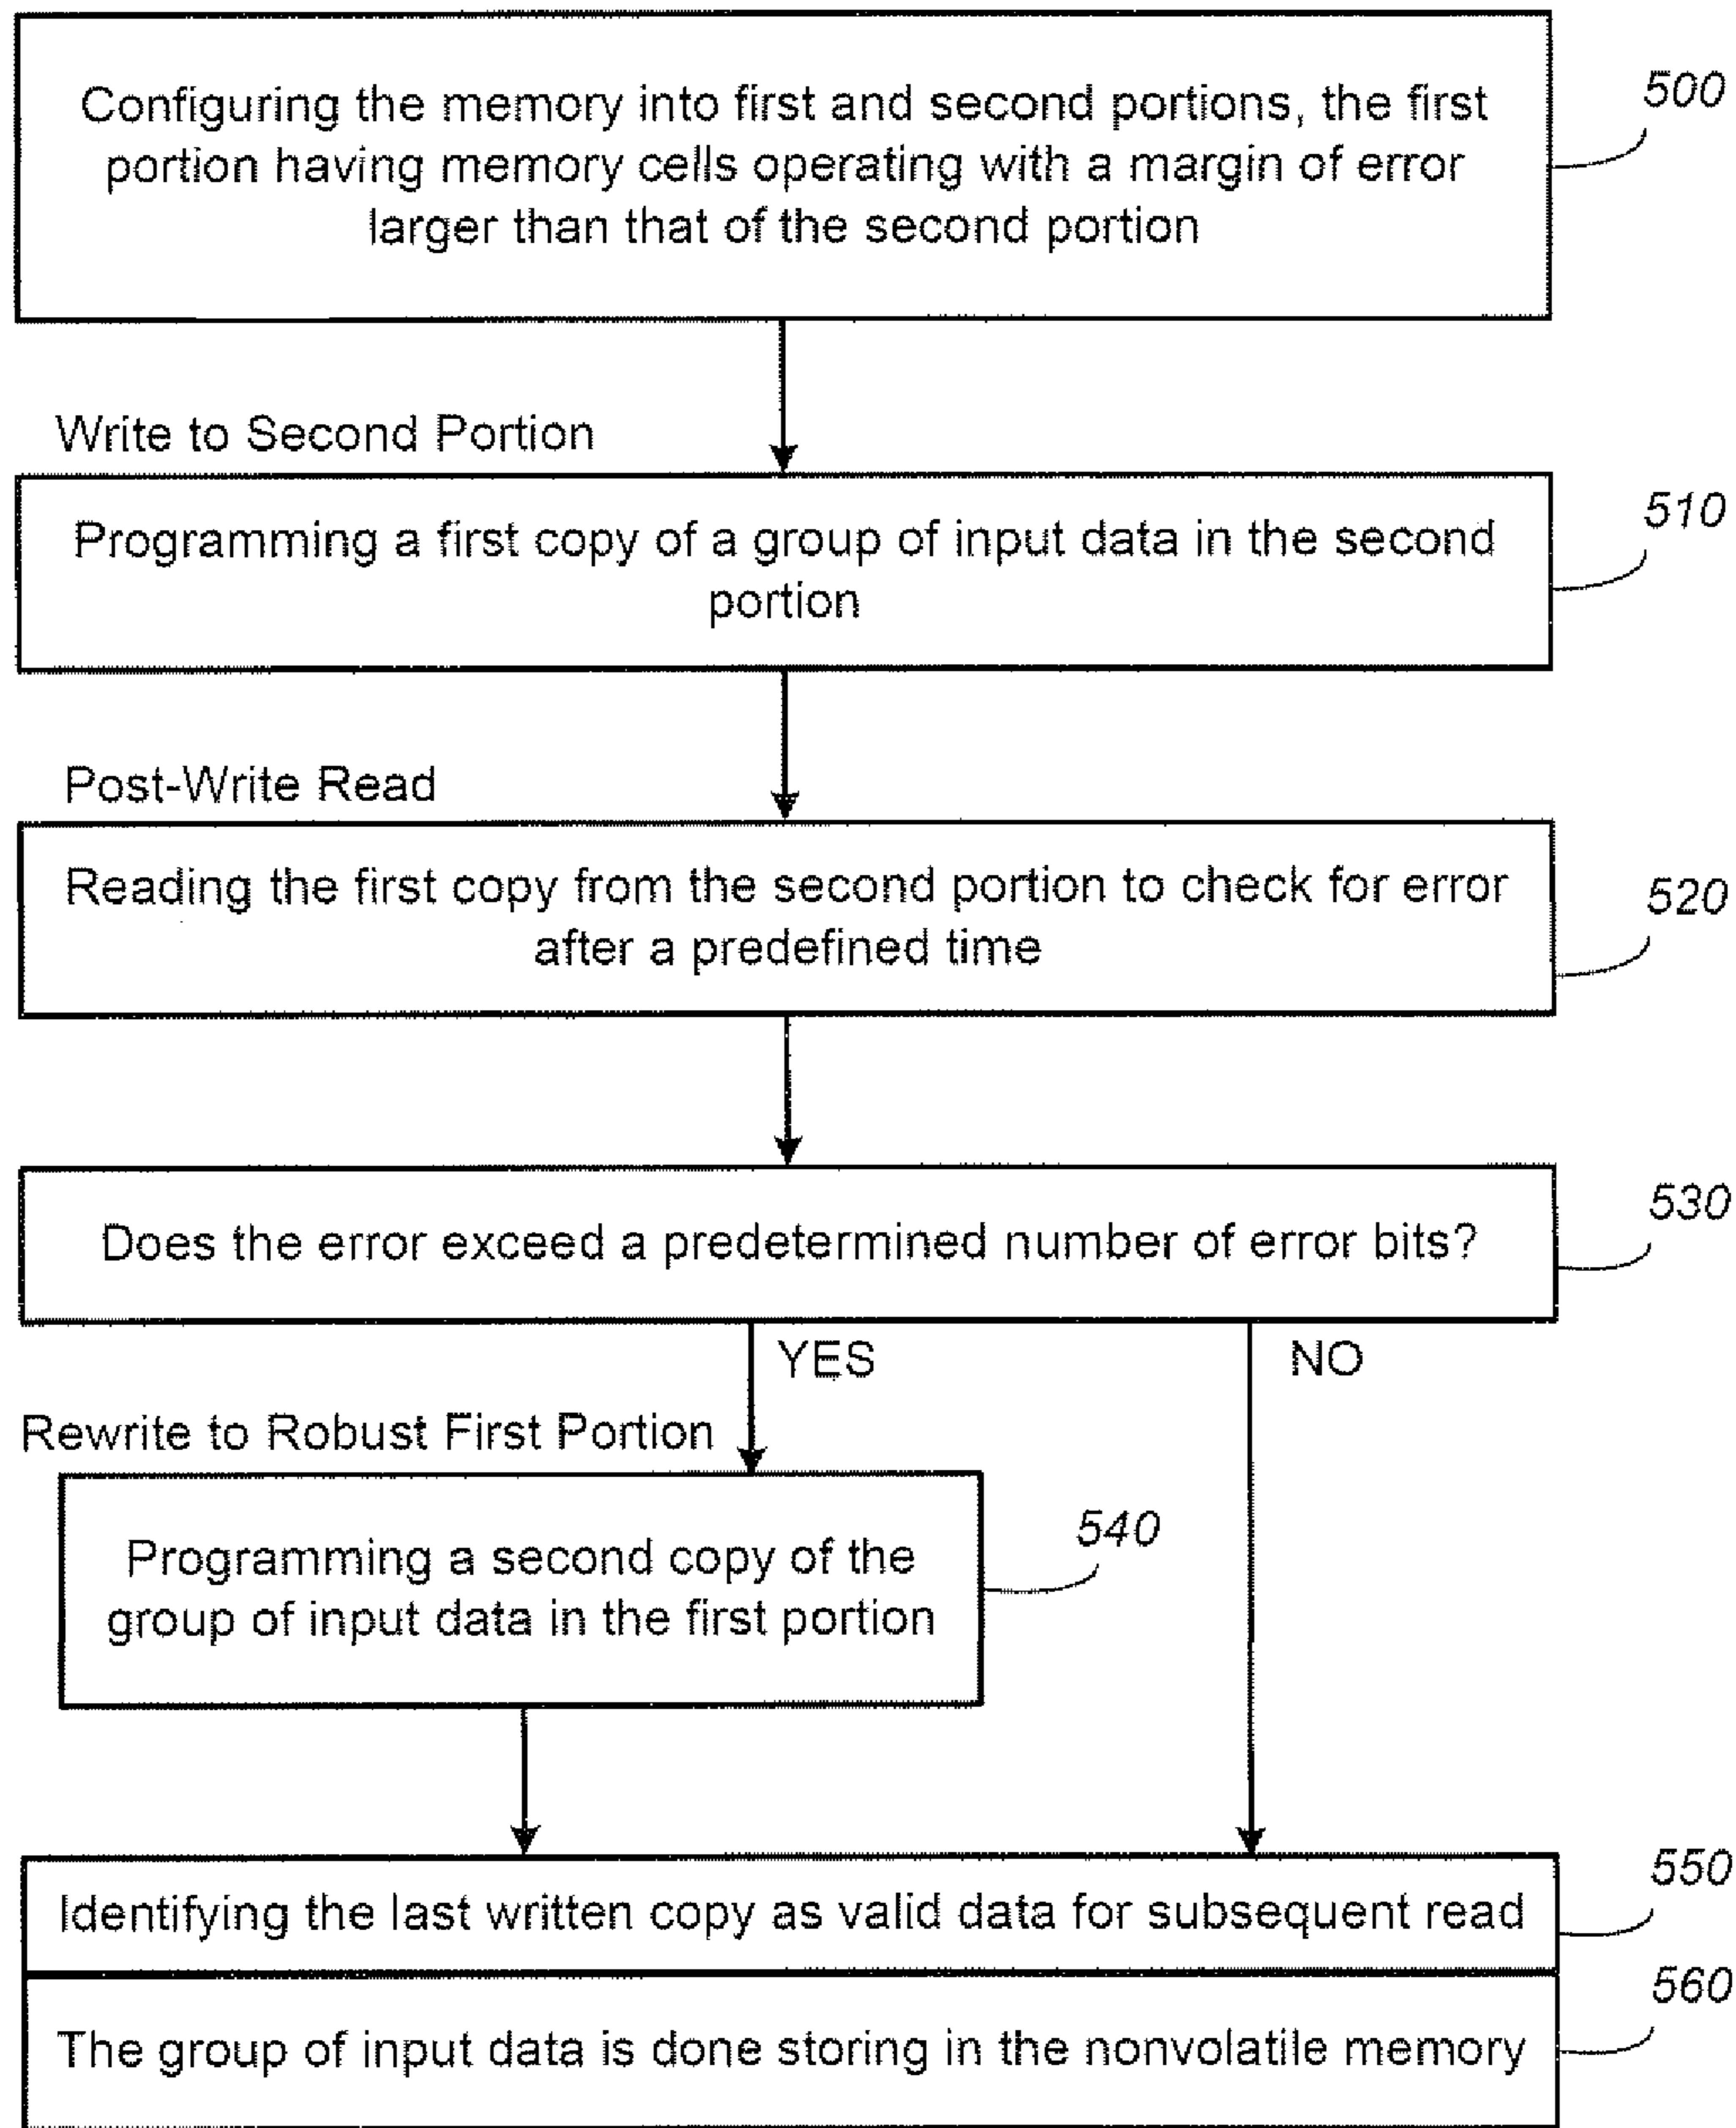 Configuring the memory into first and second portions, the first
portion having memory cells operating with a margin of error
larger than that of the second portion
500
Write to Second Portion
Programming a first copy of a group of input data in the second
portion
510
Post-Write Read
Reading the first copy from the second portion to check for error
after a predefined time
520
Does the error exceed a predetermined number of error bits?
530
YES
NO
Rewrite to Robust First Portion
Programming a second copy of the
group of input data in the first portion
540
Identifying the last written copy as valid data for subsequent read
550
The group of input data is done storing in the nonvolatile memory
560